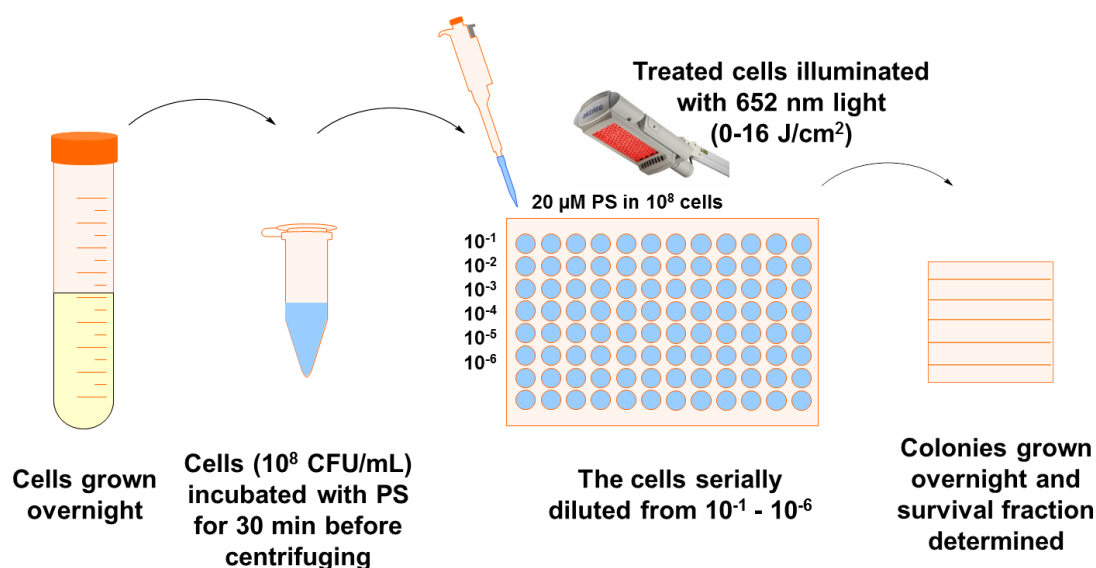 Treated cells illuminated
with 652 nm light
(0-16 J/cm²)
20 µM PS in 10⁸ cells
10⁻¹
10⁻²
10⁻³
10⁻⁴
10⁻⁵
10⁻⁶
Cells grown
overnight
Cells (10⁸ CFU/mL)
incubated with PS
for 30 min before
centrifuging
The cells serially
diluted from 10⁻¹ - 10⁻⁶
Colonies grown
overnight and
survival fraction
determined